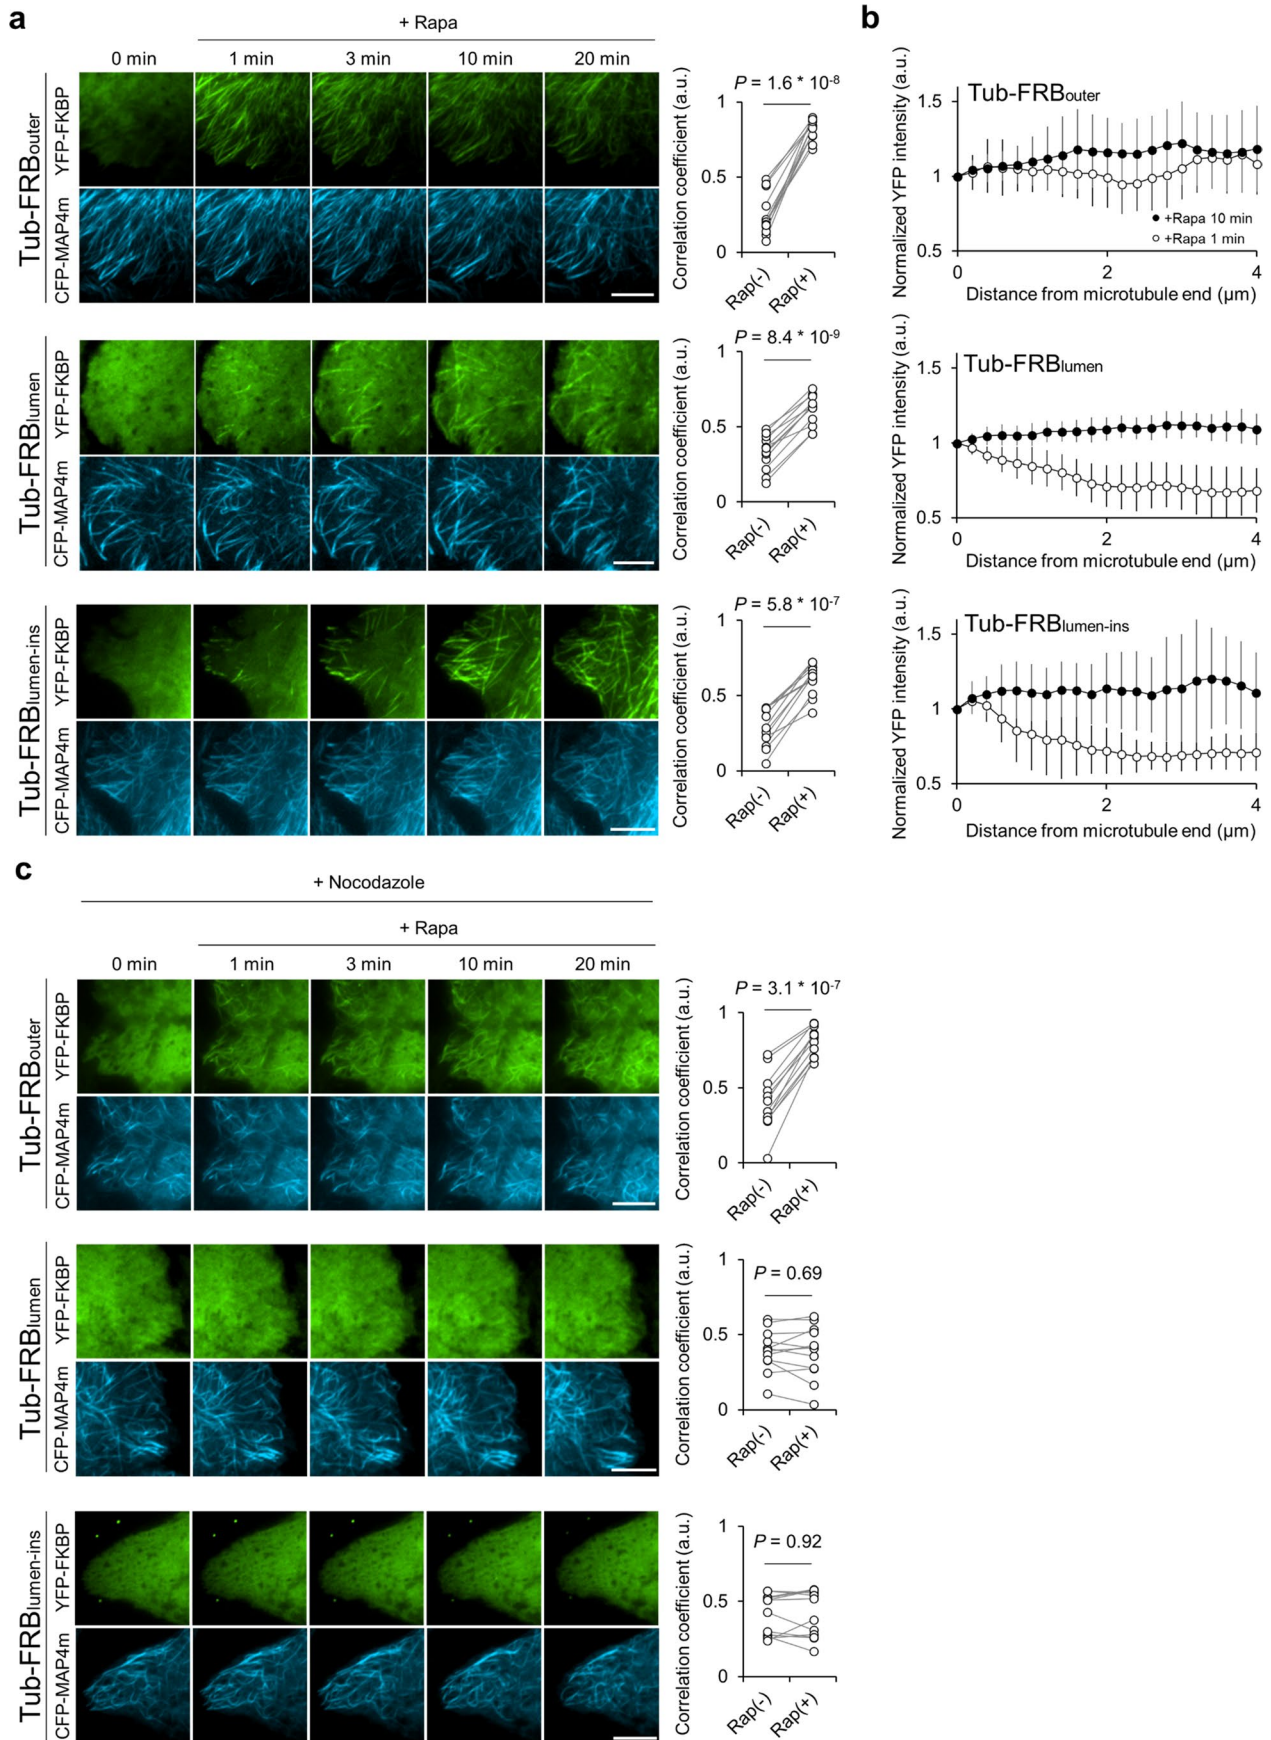 a
+ Rapa
0 min 1 min 3 min 10 min 20 min
Tub-FRBouter
YFP-FKBP
CFP-MAP4m
P = 1.6 * 10-8
Correlation coefficient (a.u.)
1
0.5
0
Rap(-) Rap(+)
Tub-FRBlumen
YFP-FKBP
CFP-MAP4m
P = 8.4 * 10-9
Correlation coefficient (a.u.)
1
0.5
0
Rap(-) Rap(+)
Tub-FRBlumen-ins
YFP-FKBP
CFP-MAP4m
P = 5.8 * 10-7
Correlation coefficient (a.u.)
1
0.5
0
Rap(-) Rap(+)
b
Tub-FRBouter
Normalized YFP intensity (a.u.)
1.5
1
0.5
+Rapa 10 min
+Rapa 1 min
0 2 4
Distance from microtubule end (µm)
Tub-FRBlumen
Normalized YFP intensity (a.u.)
1.5
1
0.5
0 2 4
Distance from microtubule end (µm)
Tub-FRBlumen-ins
Normalized YFP intensity (a.u.)
1.5
1
0.5
0 2 4
Distance from microtubule end (µm)
c
+ Nocodazole
+ Rapa
0 min 1 min 3 min 10 min 20 min
Tub-FRBouter
YFP-FKBP
CFP-MAP4m
P = 3.1 * 10-7
Correlation coefficient (a.u.)
1
0.5
0
Rap(-) Rap(+)
Tub-FRBlumen
YFP-FKBP
CFP-MAP4m
P = 0.69
Correlation coefficient (a.u.)
1
0.5
0
Rap(-) Rap(+)
Tub-FRBlumen-ins
YFP-FKBP
CFP-MAP4m
P = 0.92
Correlation coefficient (a.u.)
1
0.5
0
Rap(-) Rap(+)